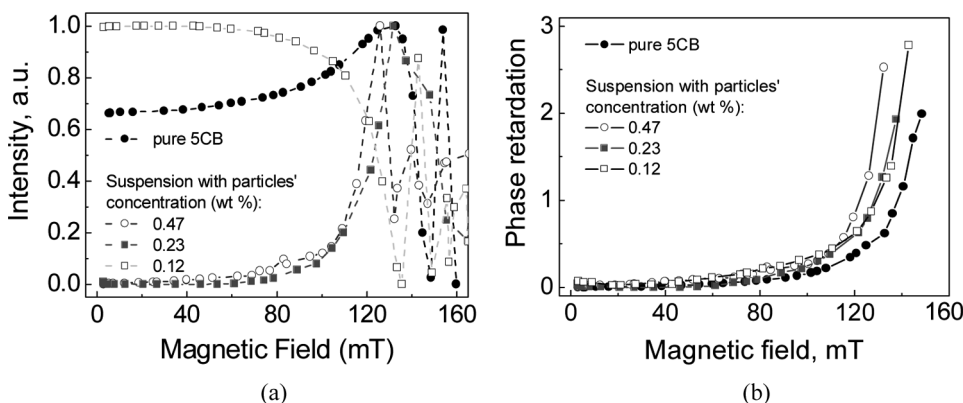 1.0
0.8
0.6
0.4
0.2
0.0
Intensity, a.u.
pure 5CB
Suspension with particles'
concentration (wt %):
0.47
0.23
0.12
0 40 80 120 160
Magnetic Field (mT)
(a)
3
2
1
0
Phase retardation
pure 5CB
Suspension with particles'
concentration (wt %):
0.47
0.23
0.12
0 40 80 120 160
Magnetic field, mT
(b)